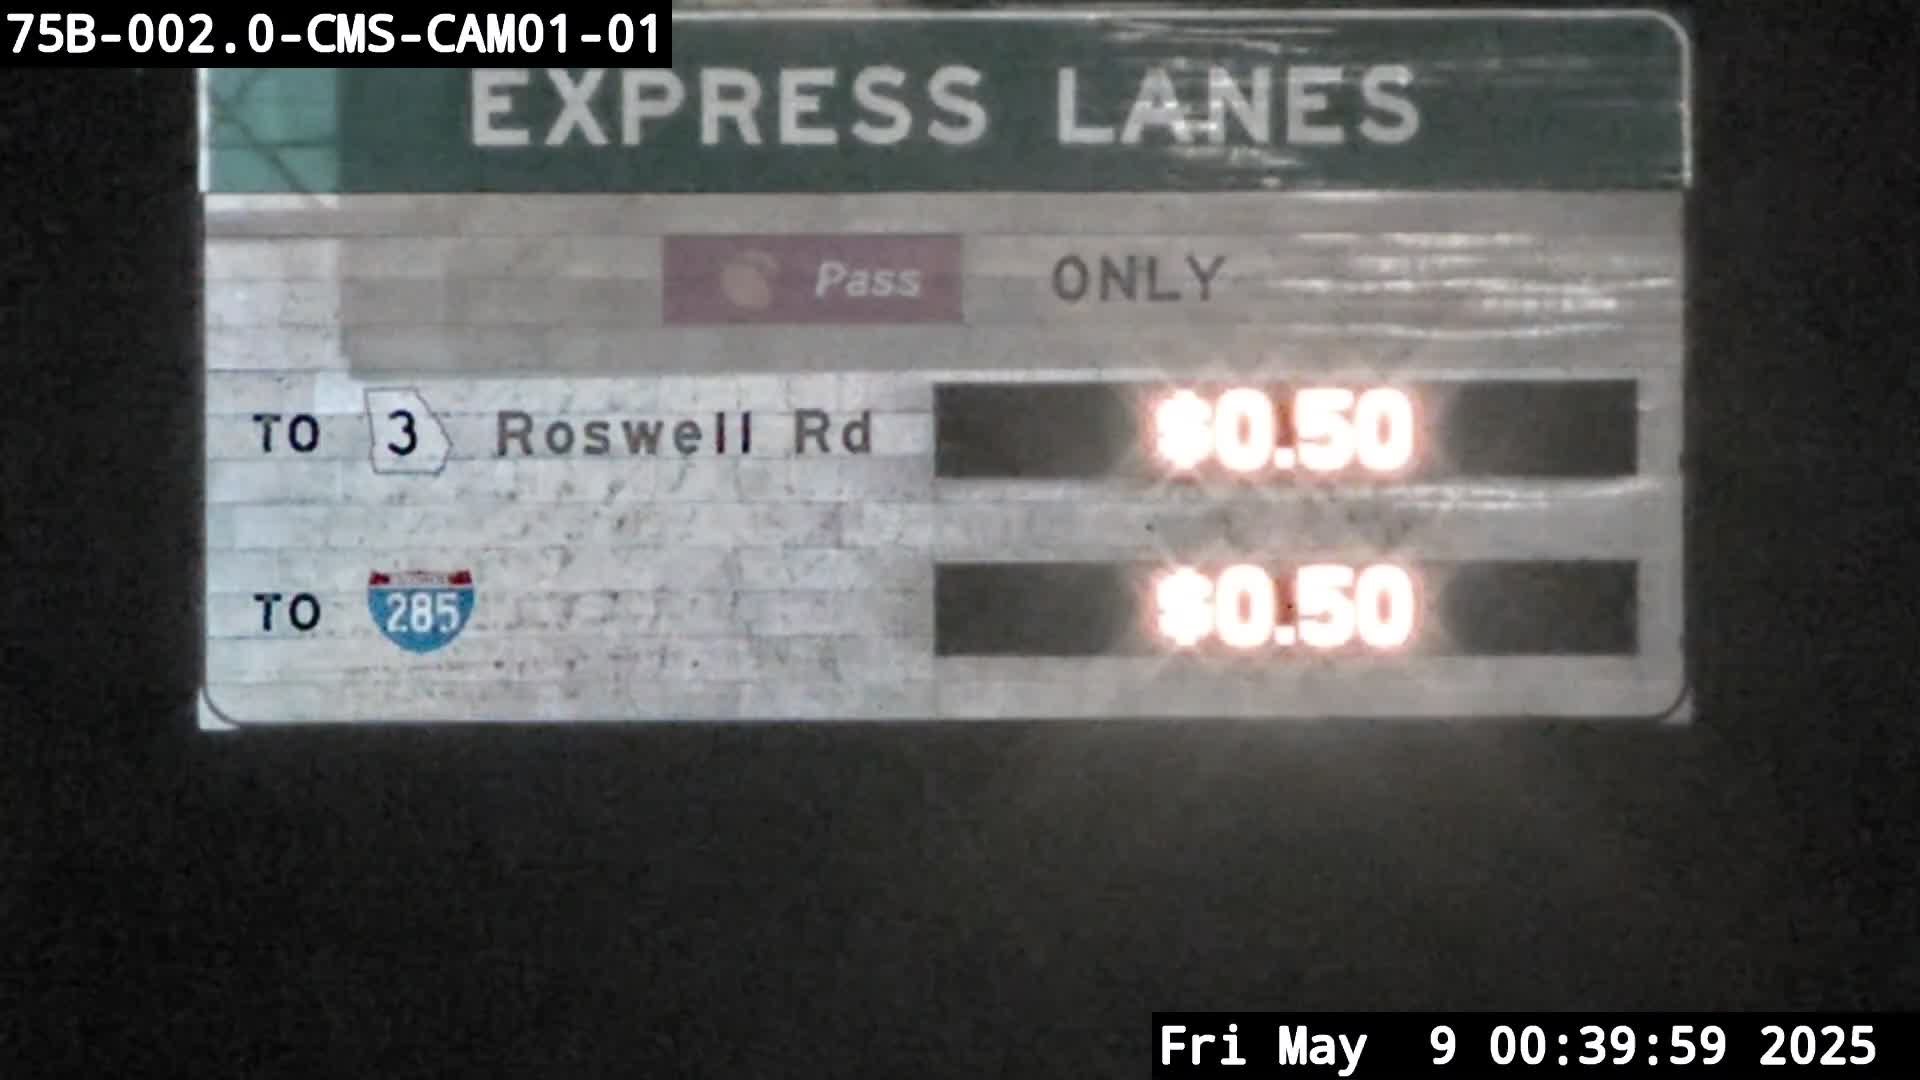 75B-002.0-CMS-CAM01-01
EXPRESS LANES
Pass ONLY
TO 3 Roswell Rd $0.50
TO 285 $0.50
Fri May 9 00:39:59 2025